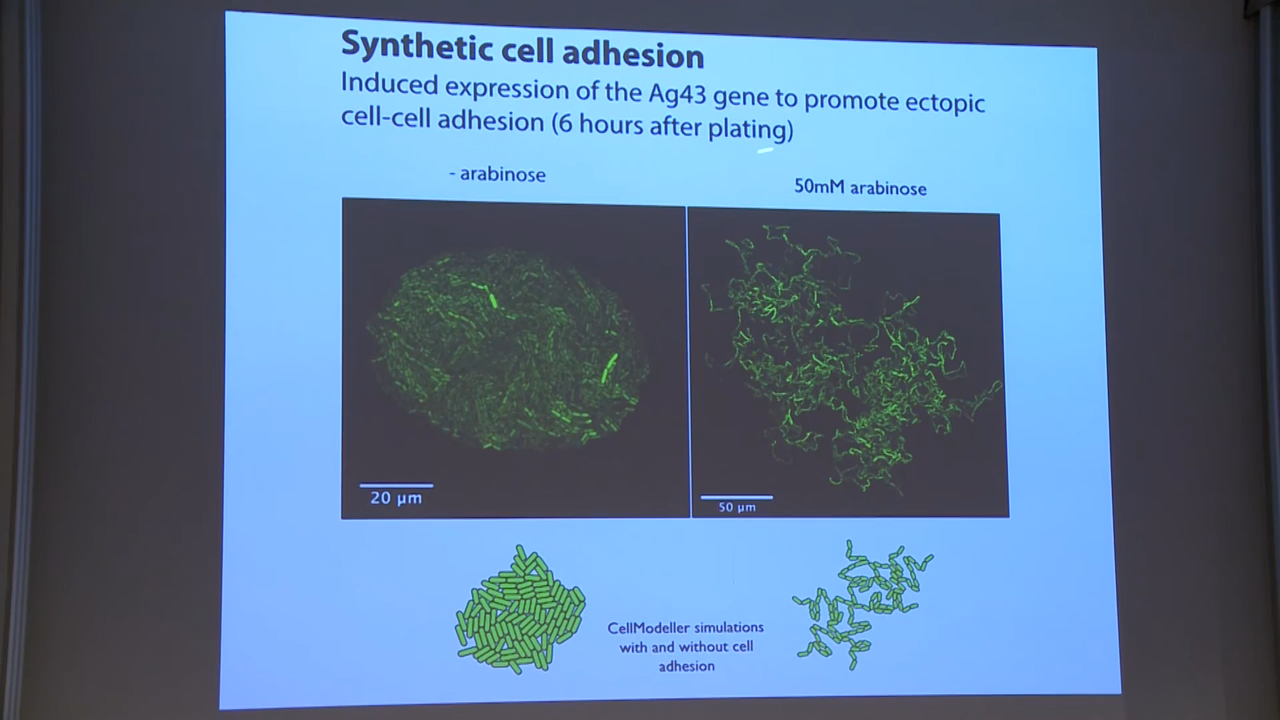 Synthetic cell adhesion
Induced expression of the Ag43 gene to promote ectopic
cell-cell adhesion (6 hours after plating)
- arabinose
50mM arabinose
20 µm
50 µm
CellModeller simulations
with and without cell
adhesion